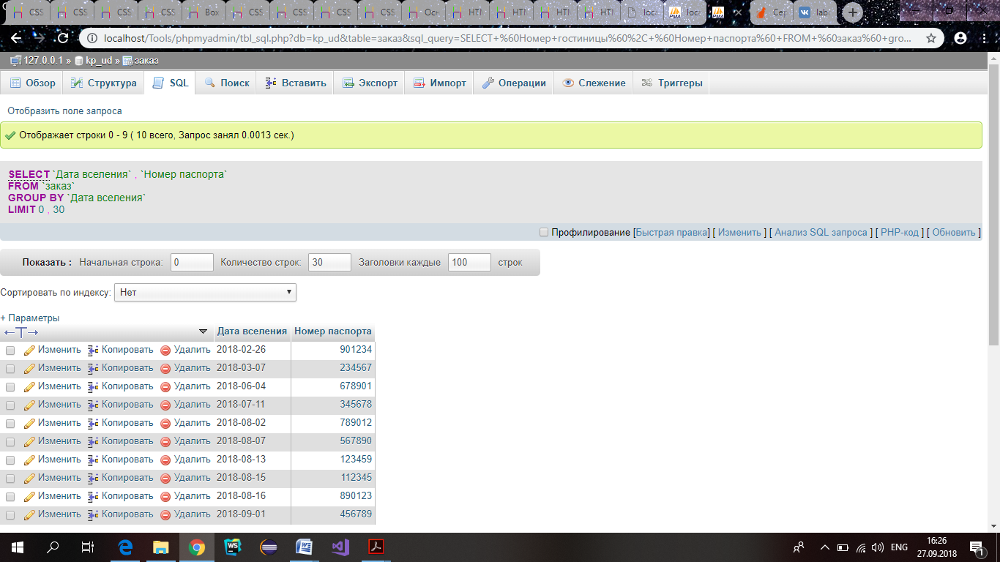 CSS CSS CSS CSS Box CSS CSS CSS CSS Осн HTM HTM HTM HTM loca loca Сер lab
localhost/Tools/phpmyadmin/tbl_sql.php?db=kp_ud&table=заказ&sql_query=SELECT+%60Номер+гостиницы%60%2C+%60Номер+паспорта%60+FROM+%60заказ%60+gro...
127.0.0.1 » kp_ud » заказ
Обзор Структура SQL Поиск Вставить Экспорт Импорт Операции Слежение Триггеры
Отобразить поле запроса
Отображает строки 0 - 9 ( 10 всего, Запрос занял 0.0013 сек.)
SELECT `Дата вселения` , `Номер паспорта`
FROM `заказ`
GROUP BY `Дата вселения`
LIMIT 0 , 30
Профилирование [Быстрая правка] [ Изменить ] [ Анализ SQL запроса ] [ PHP-код ] [ Обновить ]
Показать : Начальная строка: 0 Количество строк: 30 Заголовки каждые 100 строк
Сортировать по индексу: Нет
+ Параметры
←T→ Дата вселения Номер паспорта
Изменить Копировать Удалить 2018-02-26 901234
Изменить Копировать Удалить 2018-03-07 234567
Изменить Копировать Удалить 2018-06-04 678901
Изменить Копировать Удалить 2018-07-11 345678
Изменить Копировать Удалить 2018-08-02 789012
Изменить Копировать Удалить 2018-08-07 567890
Изменить Копировать Удалить 2018-08-13 123459
Изменить Копировать Удалить 2018-08-15 112345
Изменить Копировать Удалить 2018-08-16 890123
Изменить Копировать Удалить 2018-09-01 456789
ENG 16:26
27.09.2018